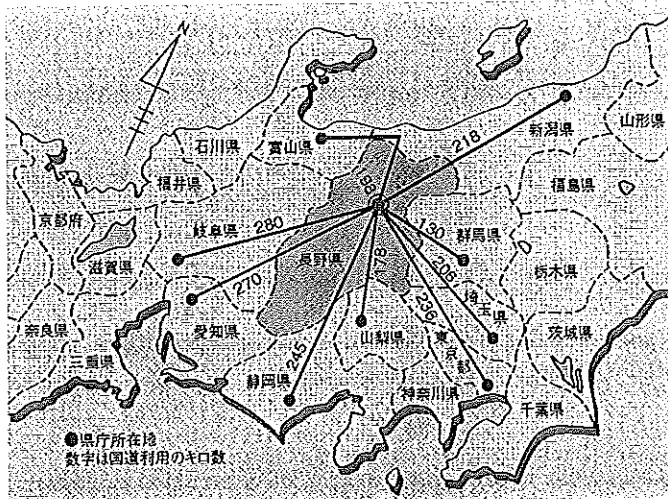 N
山形県
新潟県
218
石川県
富山県
福井県
福島県
98
京都府
岐阜県
280
130
群馬県
長野県
178
208
滋賀県
270
栃木県
埼玉県
236
奈良県
愛知県
山梨県
東京都
茨城県
三重県
245
静岡県
神奈川県
千葉県
●県庁所在地
数字は国道利用のキロ数